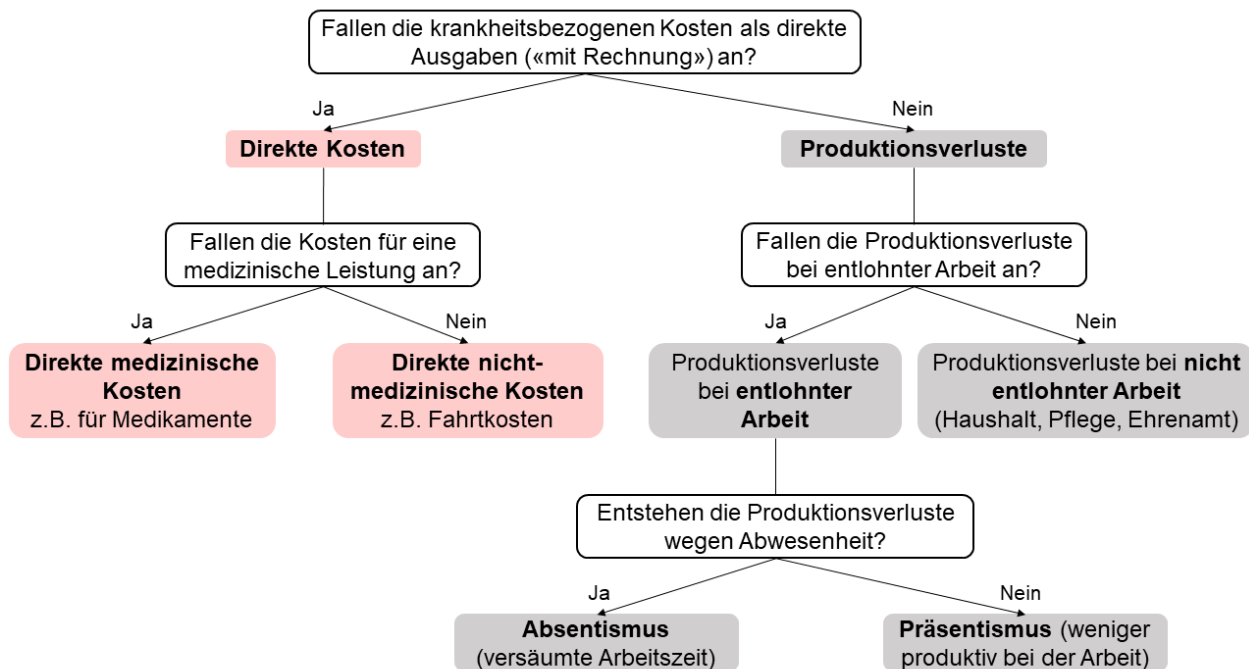 Fallen die krankheitsbezogenen Kosten als direkte
Ausgaben («mit Rechnung») an?
Ja
Nein
Direkte Kosten
Produktionsverluste
Fallen die Kosten für eine
medizinische Leistung an?
Fallen die Produktionsverluste
bei entlohnter Arbeit an?
Ja
Nein
Ja
Nein
Direkte medizinische
Kosten
z.B. für Medikamente
Direkte nicht-
medizinische Kosten
z.B. Fahrtkosten
Produktionsverluste
bei entlohnter
Arbeit
Produktionsverluste bei nicht
entlohnter Arbeit
(Haushalt, Pflege, Ehrenamt)
Entstehen die Produktionsverluste
wegen Abwesenheit?
Ja
Nein
Absentismus
(versäumte Arbeitszeit)
Präsentismus (weniger
produktiv bei der Arbeit)